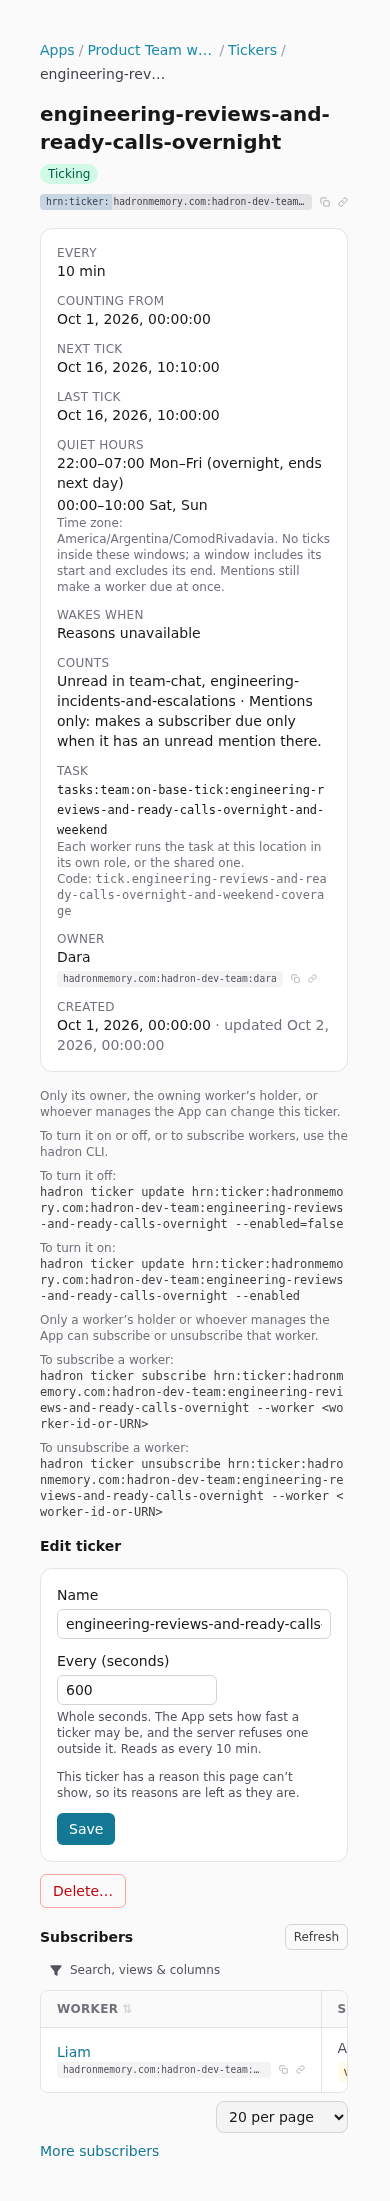 Apps / Product Team w… / Tickers /
engineering-rev…
engineering-reviews-and-
ready-calls-overnight
Ticking
hrn:ticker: hadronmemory.com:hadron-dev-team…
EVERY
10 min
COUNTING FROM
Oct 1, 2026, 00:00:00
NEXT TICK
Oct 16, 2026, 10:10:00
LAST TICK
Oct 16, 2026, 10:00:00
QUIET HOURS
22:00–07:00 Mon–Fri (overnight, ends
next day)
00:00–10:00 Sat, Sun
Time zone:
America/Argentina/ComodRivadavia. No ticks
inside these windows; a window includes its
start and excludes its end. Mentions still
make a worker due at once.
WAKES WHEN
Reasons unavailable
COUNTS
Unread in team-chat, engineering-
incidents-and-escalations · Mentions
only: makes a subscriber due only
when it has an unread mention there.
TASK
tasks:team:on-base-tick:engineering-r
eviews-and-ready-calls-overnight-and-
weekend
Each worker runs the task at this location in
its own role, or the shared one.
Code: tick.engineering-reviews-and-rea
dy-calls-overnight-and-weekend-covera
ge
OWNER
Dara
hadronmemory.com:hadron-dev-team:dara
CREATED
Oct 1, 2026, 00:00:00 · updated Oct 2,
2026, 00:00:00
Only its owner, the owning worker’s holder, or
whoever manages the App can change this ticker.
To turn it on or off, or to subscribe workers, use the
hadron CLI.
To turn it off:
hadron ticker update hrn:ticker:hadronmemo
ry.com:hadron-dev-team:engineering-reviews
-and-ready-calls-overnight --enabled=false
To turn it on:
hadron ticker update hrn:ticker:hadronmemo
ry.com:hadron-dev-team:engineering-reviews
-and-ready-calls-overnight --enabled
Only a worker’s holder or whoever manages the
App can subscribe or unsubscribe that worker.
To subscribe a worker:
hadron ticker subscribe hrn:ticker:hadronm
emory.com:hadron-dev-team:engineering-revi
ews-and-ready-calls-overnight --worker <wo
rker-id-or-URN>
To unsubscribe a worker:
hadron ticker unsubscribe hrn:ticker:hadro
nmemory.com:hadron-dev-team:engineering-re
views-and-ready-calls-overnight --worker <
worker-id-or-URN>
Edit ticker
Name
engineering-reviews-and-ready-calls
Every (seconds)
600
Whole seconds. The App sets how fast a
ticker may be, and the server refuses one
outside it. Reads as every 10 min.
This ticker has a reason this page can’t
show, so its reasons are left as they are.
Save
Delete…
Subscribers
Refresh
Search, views & columns
WORKER S
Liam A
hadronmemory.com:hadron-dev-team:…
20 per page
More subscribers